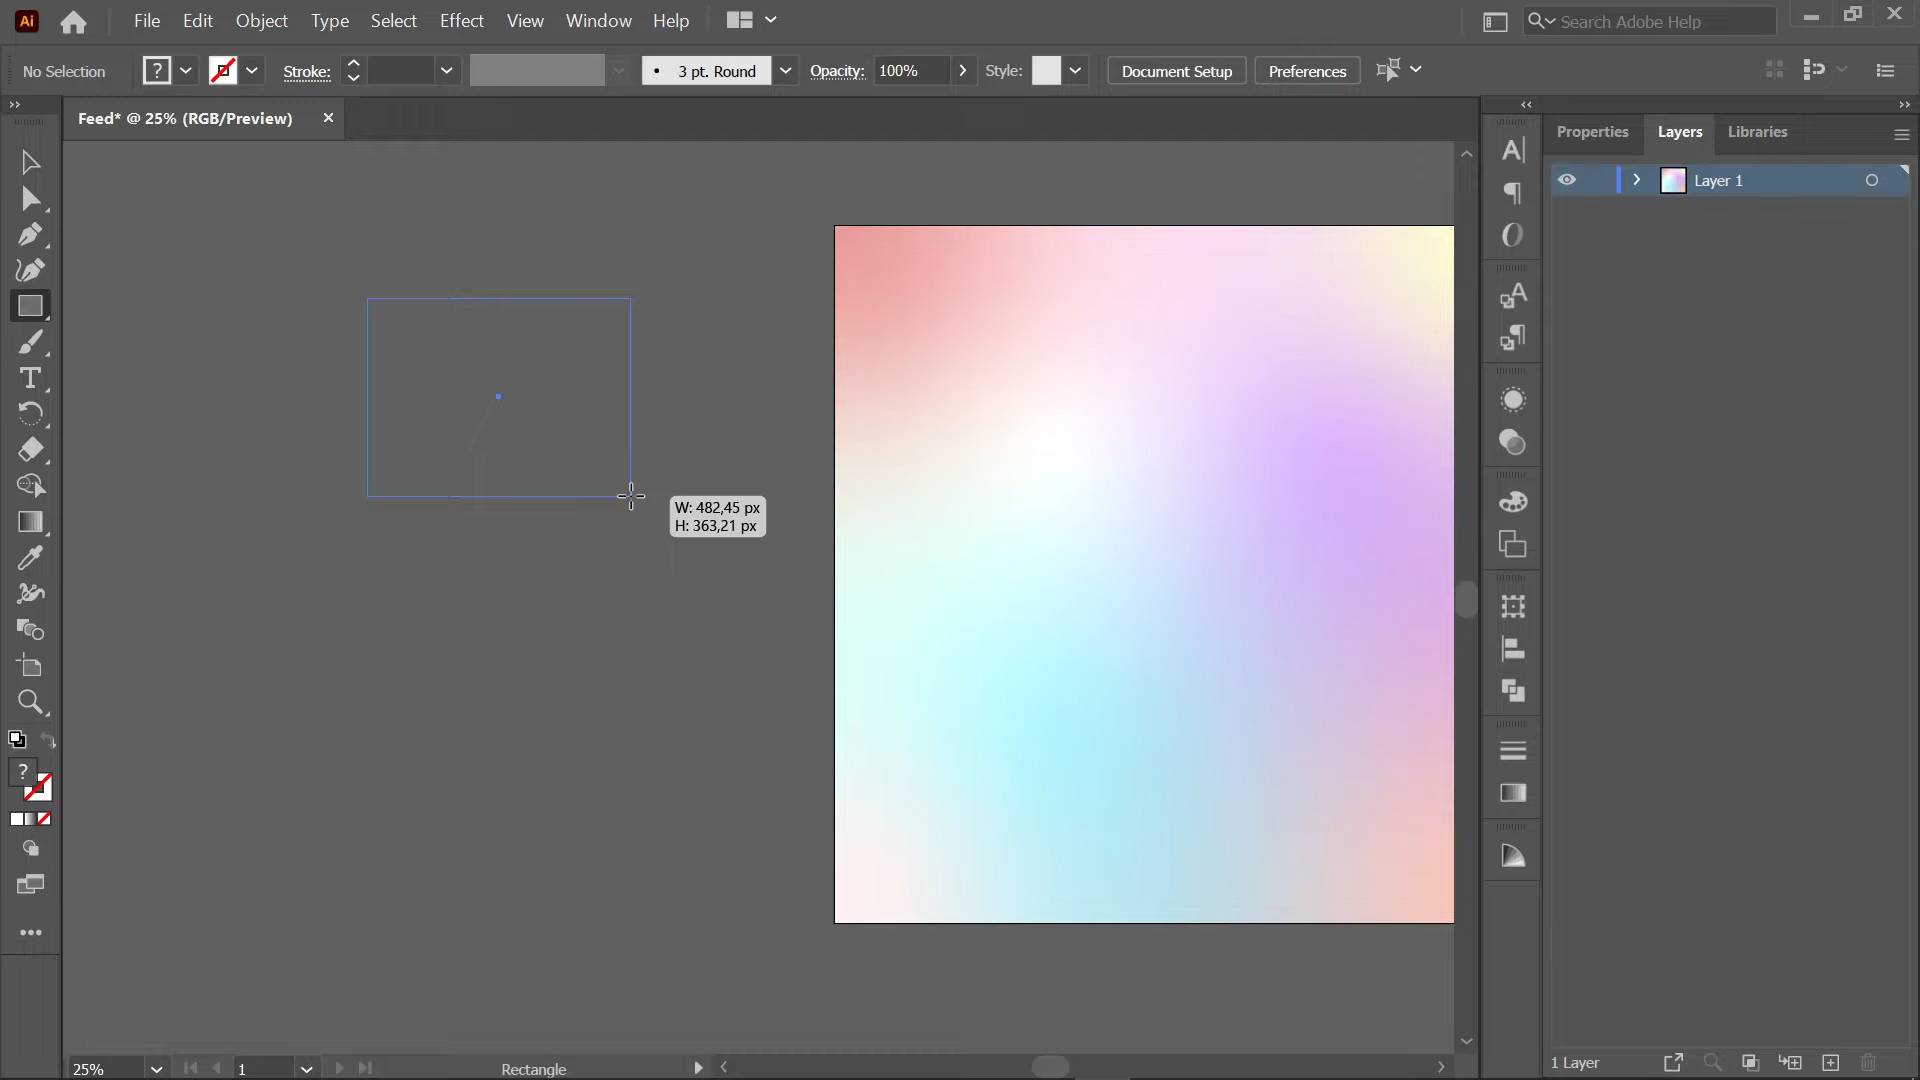 Ai
File Edit Object Type Select Effect View Window Help
Search Adobe Help
No Selection
?
Stroke:
3 pt. Round
Opacity: 100%
Style:
Document Setup
Preferences
Feed* @ 25% (RGB/Preview)
Properties Layers Libraries
Layer 1
W: 482,45 px
H: 363,21 px
?
25%
1
Rectangle
1 Layer